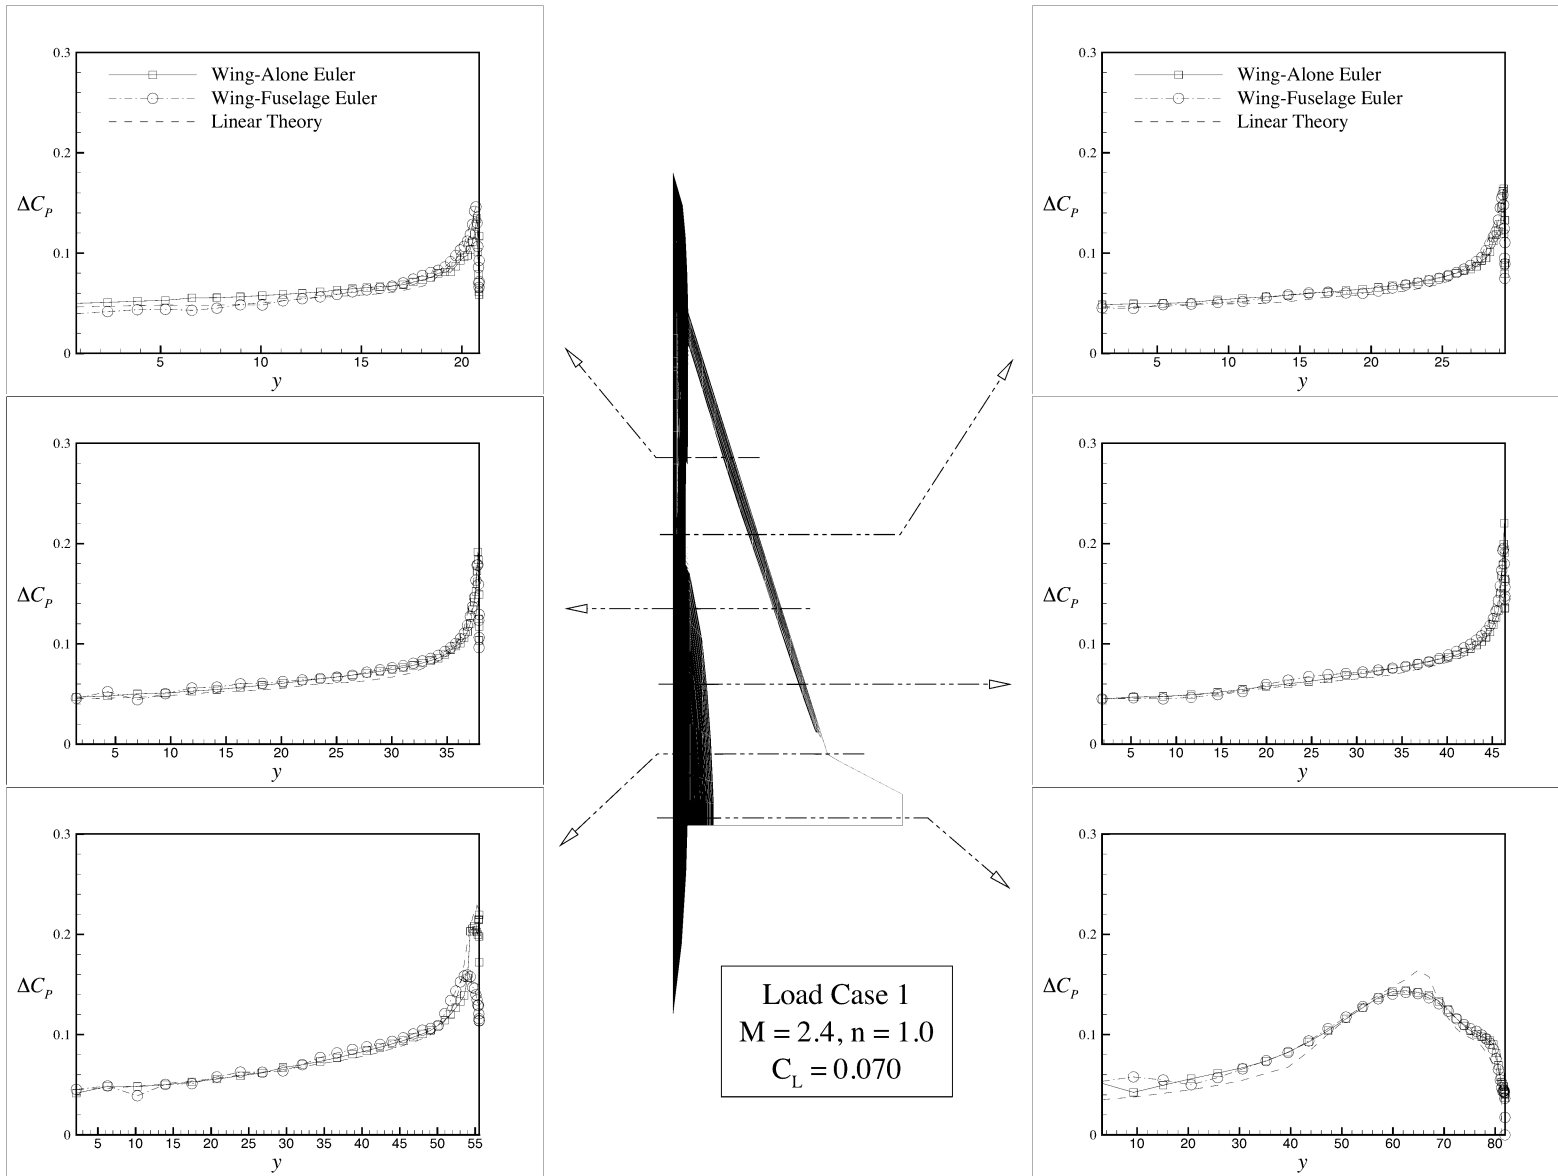 0.3
0.2
0.1
0
ΔC_P
Wing-Alone Euler
Wing-Fuselage Euler
Linear Theory
5 10 15 20
y
0.3
0.2
0.1
0
ΔC_P
Wing-Alone Euler
Wing-Fuselage Euler
Linear Theory
5 10 15 20 25
y
0.3
0.2
0.1
0
ΔC_P
5 10 15 20 25 30 35
y
0.3
0.2
0.1
0
ΔC_P
5 10 15 20 25 30 35 40 45
y
0.3
0.2
0.1
0
ΔC_P
5 10 15 20 25 30 35 40 45 50 55
y
Load Case 1
M = 2.4, n = 1.0
C_L = 0.070
0.3
0.2
0.1
0
ΔC_P
10 20 30 40 50 60 70 80
y